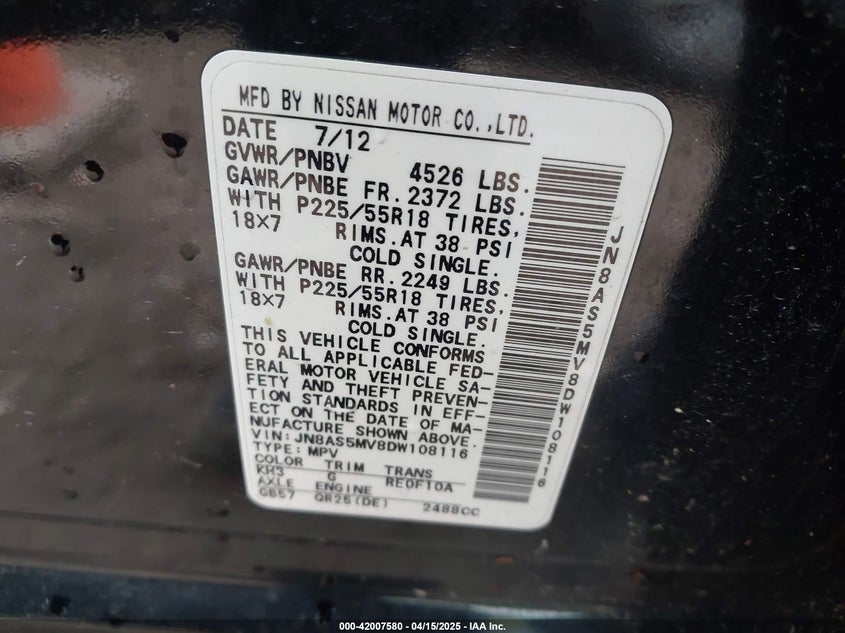 MFD BY NISSAN MOTOR CO.,LTD.
DATE 7/12
GVWR/PNBV 4526 LBS.
GAWR/PNBE FR. 2372 LBS.
WITH P225/55R18 TIRES,
18X7 RIMS.AT 38 PSI
COLD SINGLE.
GAWR/PNBE RR. 2249 LBS.
WITH P225/55R18 TIRES,
18X7 RIMS.AT 38 PSI
COLD SINGLE.
THIS VEHICLE CONFORMS
TO ALL APPLICABLE FED-
ERAL MOTOR VEHICLE SA-
FETY AND THEFT PREVEN-
TION STANDARDS IN EFF-
ECT ON THE DATE OF MA-
NUFACTURE SHOWN ABOVE.
VIN: JN8AS5MV8DW108116
TYPE: MPV
COLOR TRIM TRANS
KH3 G RE0F10A
AXLE ENGINE
GB57 QR25(DE) 2488CC
JN8AS5MV8DW108116
000-42007580 - 04/15/2025 - IAA Inc.